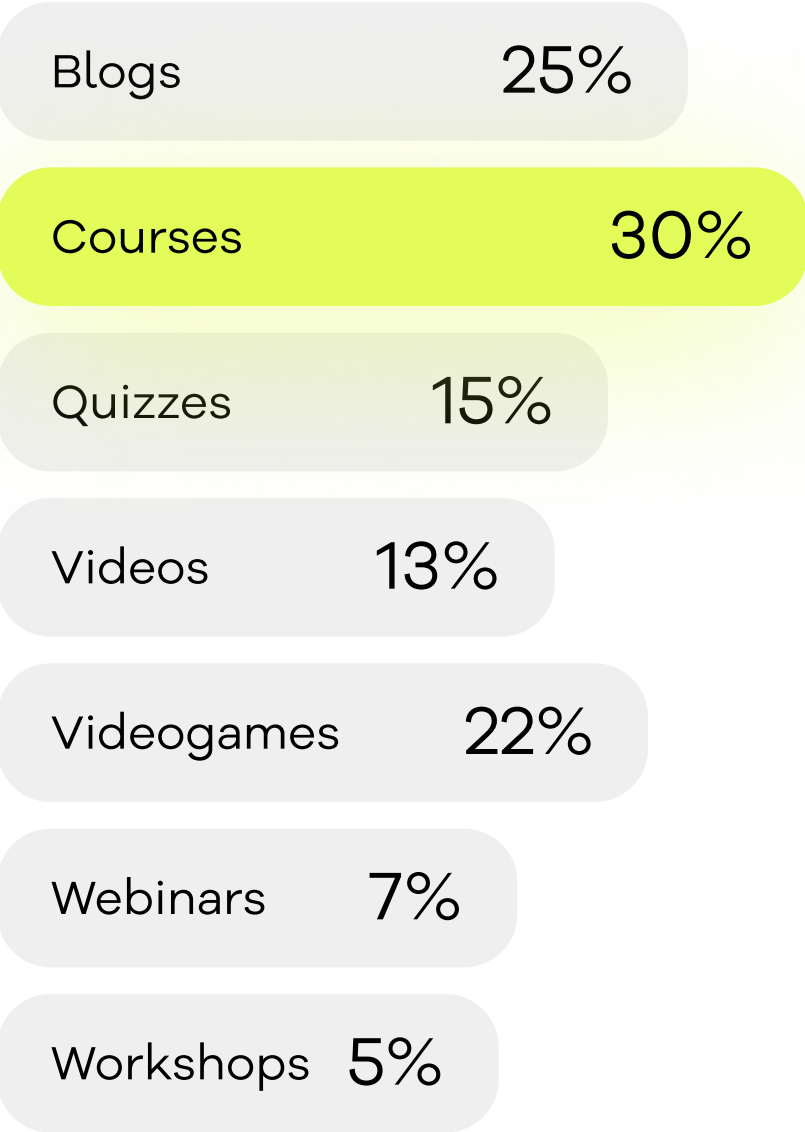 Blogs 25%
Courses 30%
Quizzes 15%
Videos 13%
Videogames 22%
Webinars 7%
Workshops 5%